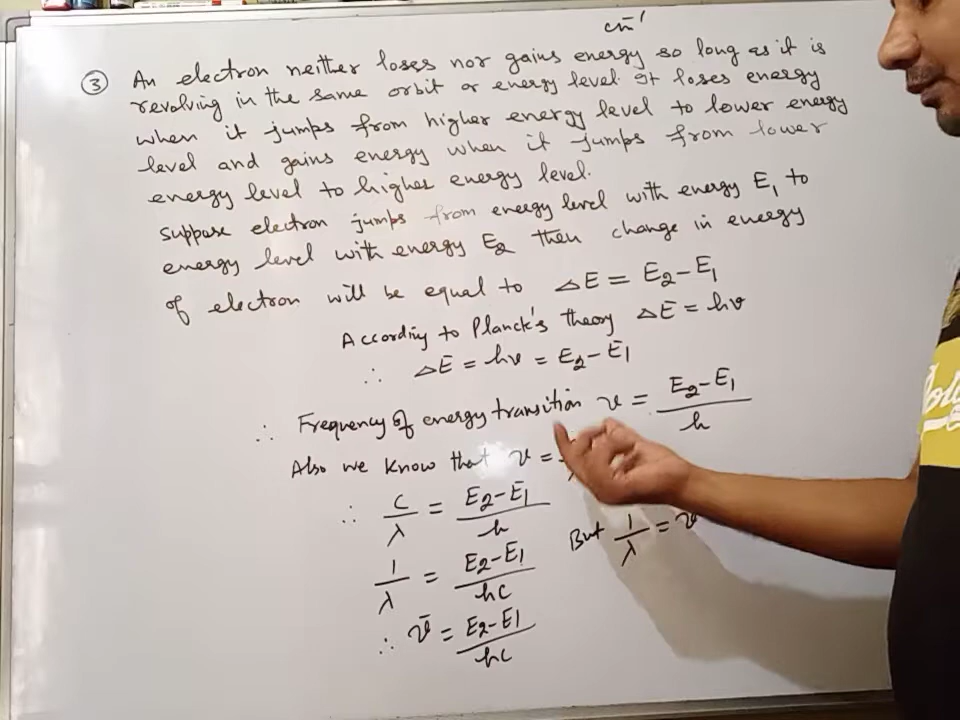 cm⁻¹
③ An electron neither loses nor gains energy so long as it is
revolving in the same orbit or energy level. It loses energy
when it jumps from higher energy level to lower energy
level and gains energy when it jumps from lower
energy level to higher energy level.
suppose electron jumps from energy level with energy E₁ to
energy level with energy E₂ then change in energy
of electron will be equal to ΔE = E₂-E₁
According to Planck's theory ΔE = hν
∴ ΔE = hν = E₂-E₁
∴ Frequency of energy transition ν = E₂-E₁/h
Also we know that ν =
∴ c/λ = E₂-E₁/h But 1/λ = ν
1/λ = E₂-E₁/hc
∴ ν̄ = E₂-E₁/hc